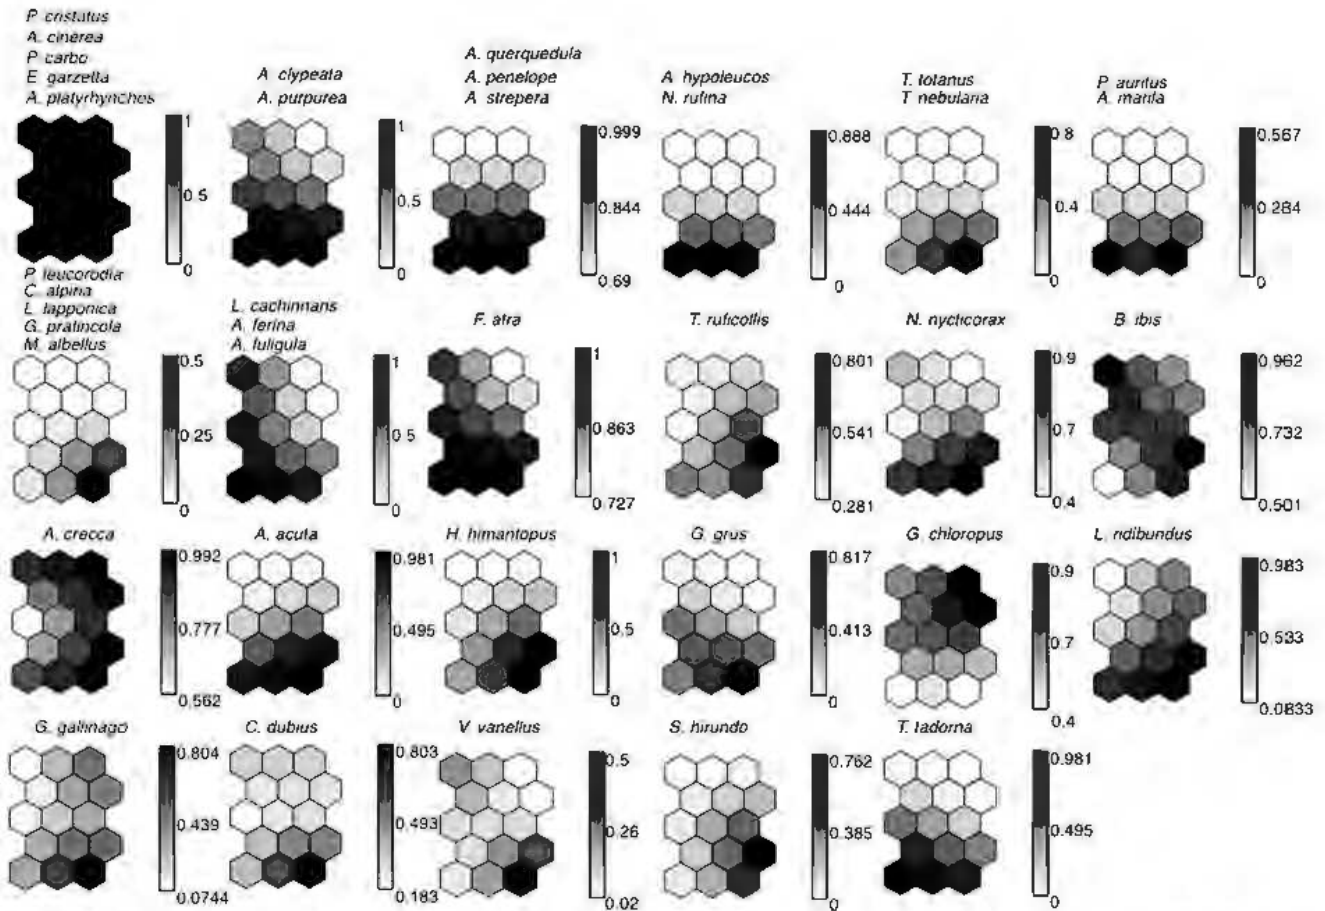 P. cristatus
A. cinerea
P. carbo
E. garzetta
A. platyrhynchos
1
0.5
0
A. clypeata
A. purpurea
1
0.5
0
A. querquedula
A. penelope
A. strepera
0.999
0.844
0.69
A. hypoleucos
N. rufina
0.888
0.444
0
T. totanus
T. nebularia
0.8
0.4
0
P. auritus
A. marila
0.567
0.284
0
P. leucorodia
C. alpina
L. lapponica
G. pratincola
M. albellus
0.5
0.25
0
L. cachinnans
A. ferina
A. fuligula
1
0.5
0
F. atra
1
0.863
0.727
T. ruficollis
0.801
0.541
0.281
N. nycticorax
0.9
0.7
0.4
B. ibis
0.962
0.732
0.501
A. crecca
0.992
0.777
0.562
A. acuta
0.981
0.495
0
H. himantopus
1
0.5
0
G. grus
0.817
0.413
0
G. chloropus
0.9
0.7
0.4
L. ridibundus
0.983
0.533
0.0833
G. gallinago
0.804
0.439
0.0744
C. dubius
0.803
0.493
0.183
V. vanellus
0.5
0.26
0.02
S. hirundo
0.762
0.385
0
T. tadorna
0.981
0.495
0